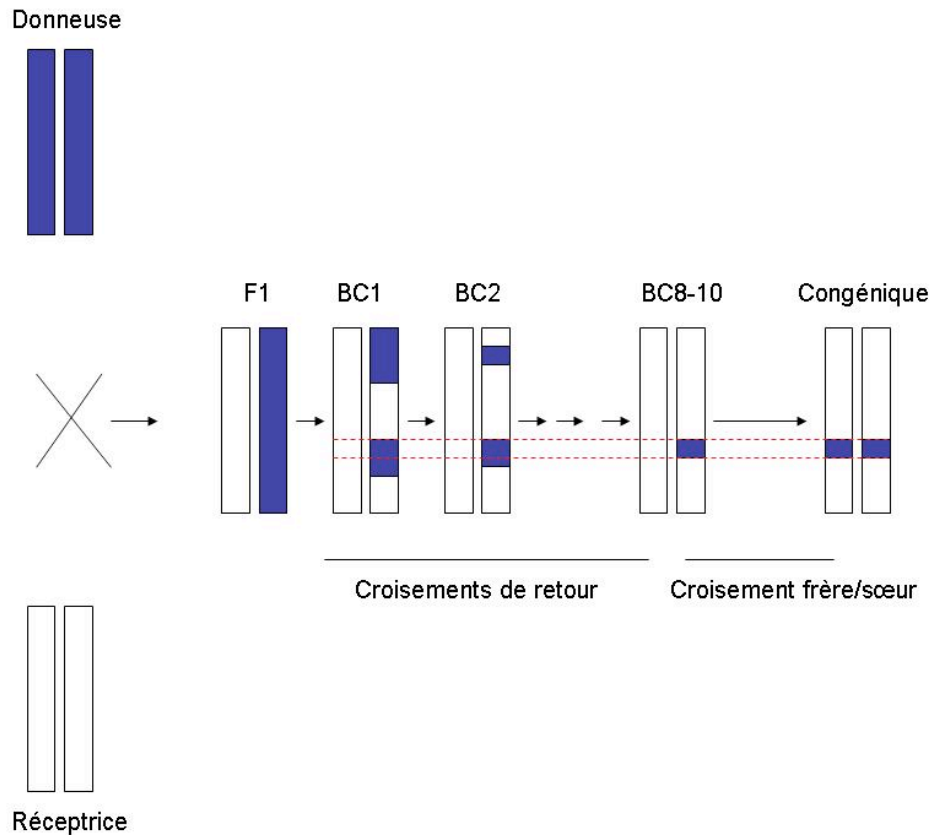 Donneuse
F1 BC1 BC2 BC8-10 Congénique
Croisements de retour Croisement frère/sœur
Réceptrice